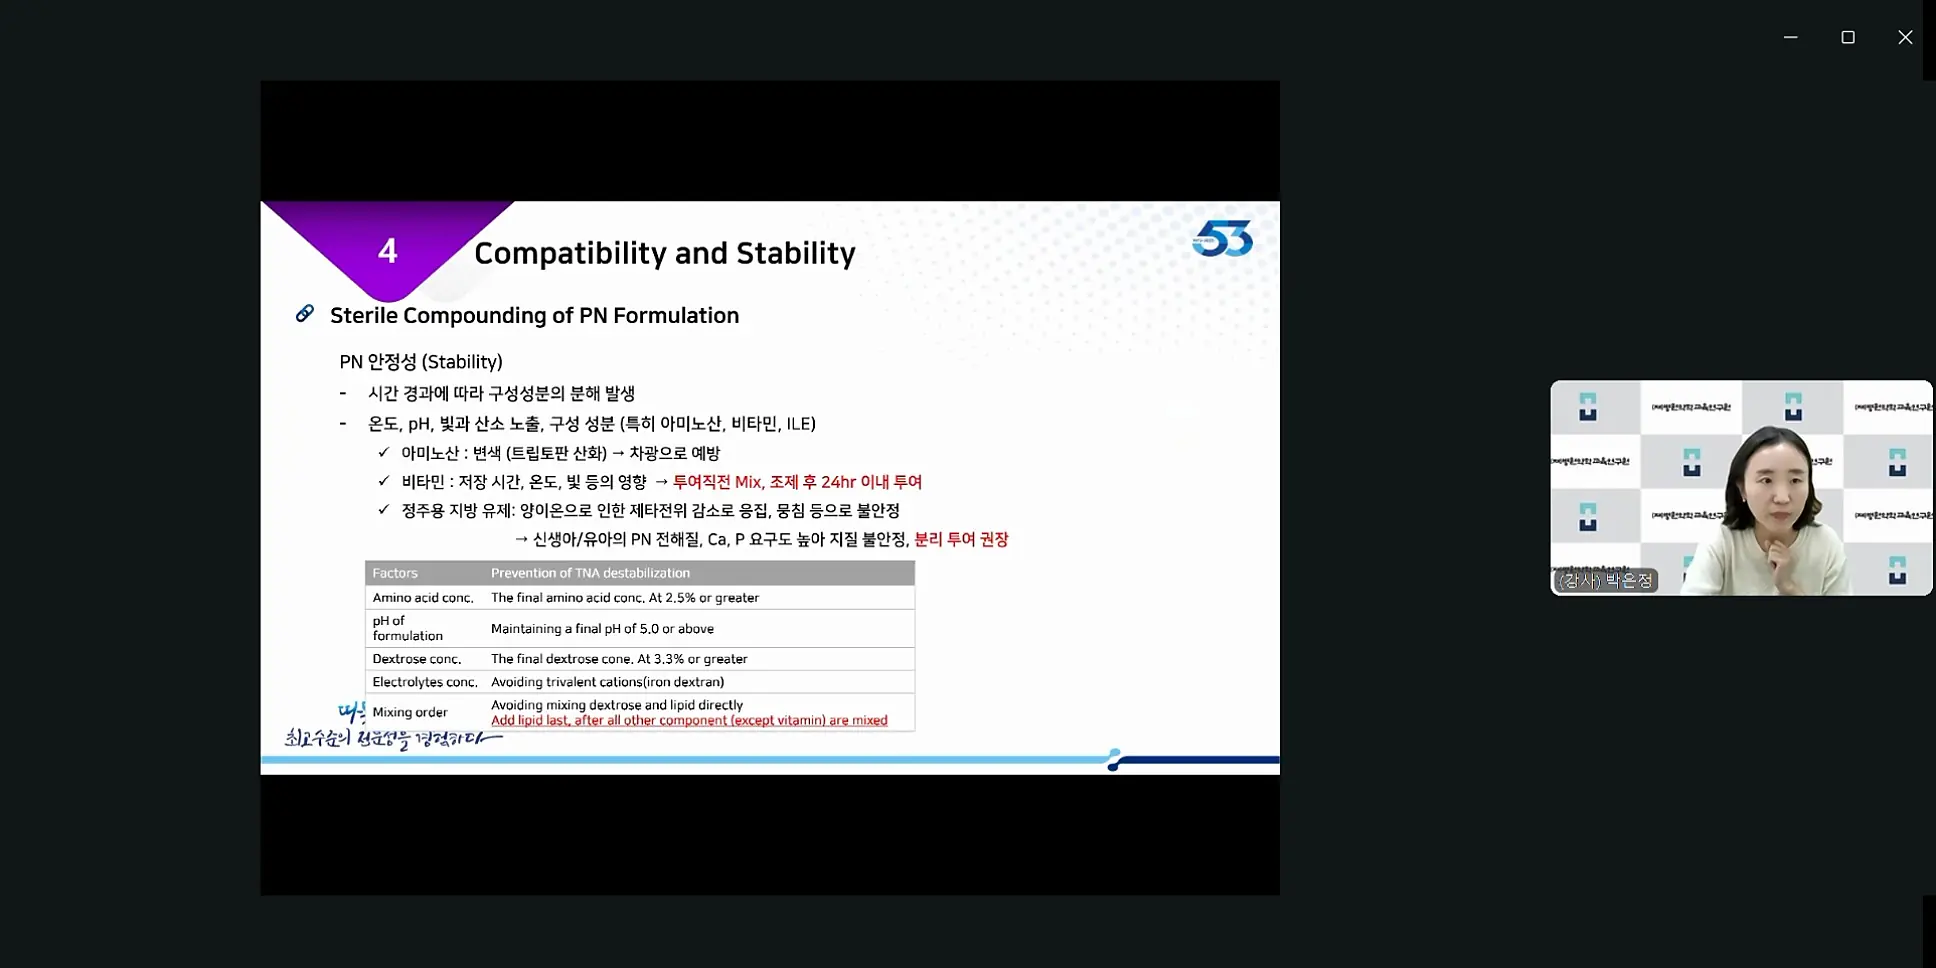 4
Compatibility and Stability
53
Sterile Compounding of PN Formulation
PN 안정성 (Stability)
- 시간 경과에 따라 구성성분의 분해 발생
- 온도, pH, 빛과 산소 노출, 구성 성분 (특히 아미노산, 비타민, ILE)
✓ 아미노산 : 변색 (트립토판 산화) → 차광으로 예방
✓ 비타민 : 저장 시간, 온도, 빛 등의 영향 → 투여직전 Mix, 조제 후 24hr 이내 투여
✓ 정주용 지방 유제: 양이온으로 인한 제타전위 감소로 응집, 뭉침 등으로 불안정
→ 신생아/유아의 PN 전해질, Ca, P 요구도 높아 지질 불안정, 분리 투여 권장
Factors Prevention of TNA destabilization
Amino acid conc. The final amino acid conc. At 2.5% or greater
pH of
formulation Maintaining a final pH of 5.0 or above
Dextrose conc. The final dextrose cone. At 3.3% or greater
Electrolytes conc. Avoiding trivalent cations(iron dextran)
Mixing order Avoiding mixing dextrose and lipid directly
Add lipid last, after all other component (except vitamin) are mixed
최고수준의 전문성을 경험하다
(강사) 박은정